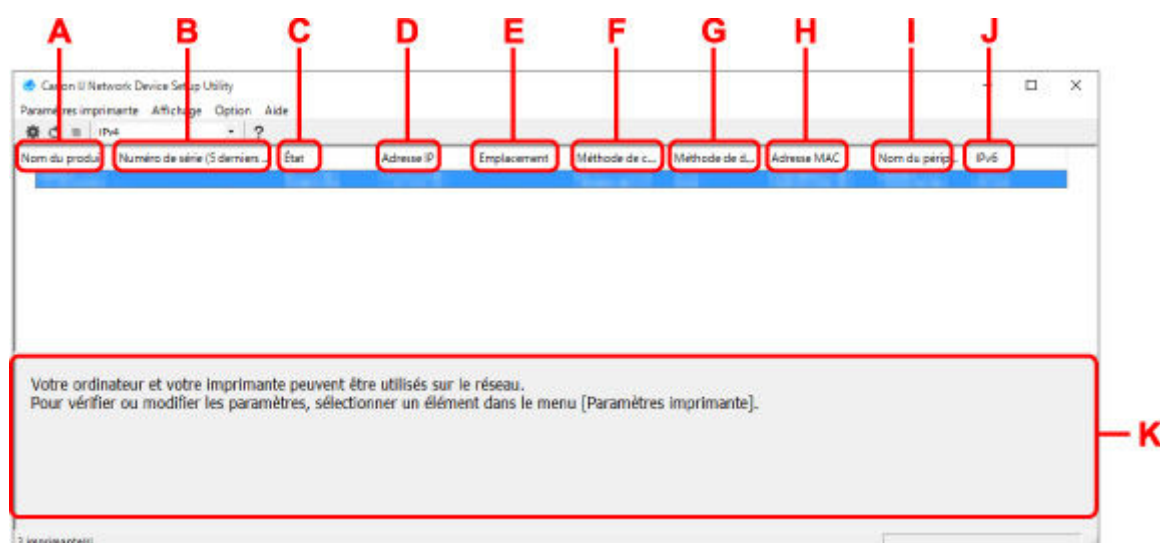 A B C D E F G H I J
Canon IJ Network Device Setup Utility
Paramètres imprimante Affichage Option Aide
IPv4 ?
Nom du produi Numéro de série (5 derniers ... État Adresse IP Emplacement Méthode de c... Méthode de d... Adresse MAC Nom du périp... IPv6
Votre ordinateur et votre imprimante peuvent être utilisés sur le réseau.
Pour vérifier ou modifier les paramètres, sélectionner un élément dans le menu [Paramètres imprimante].
K
imprimante(s)